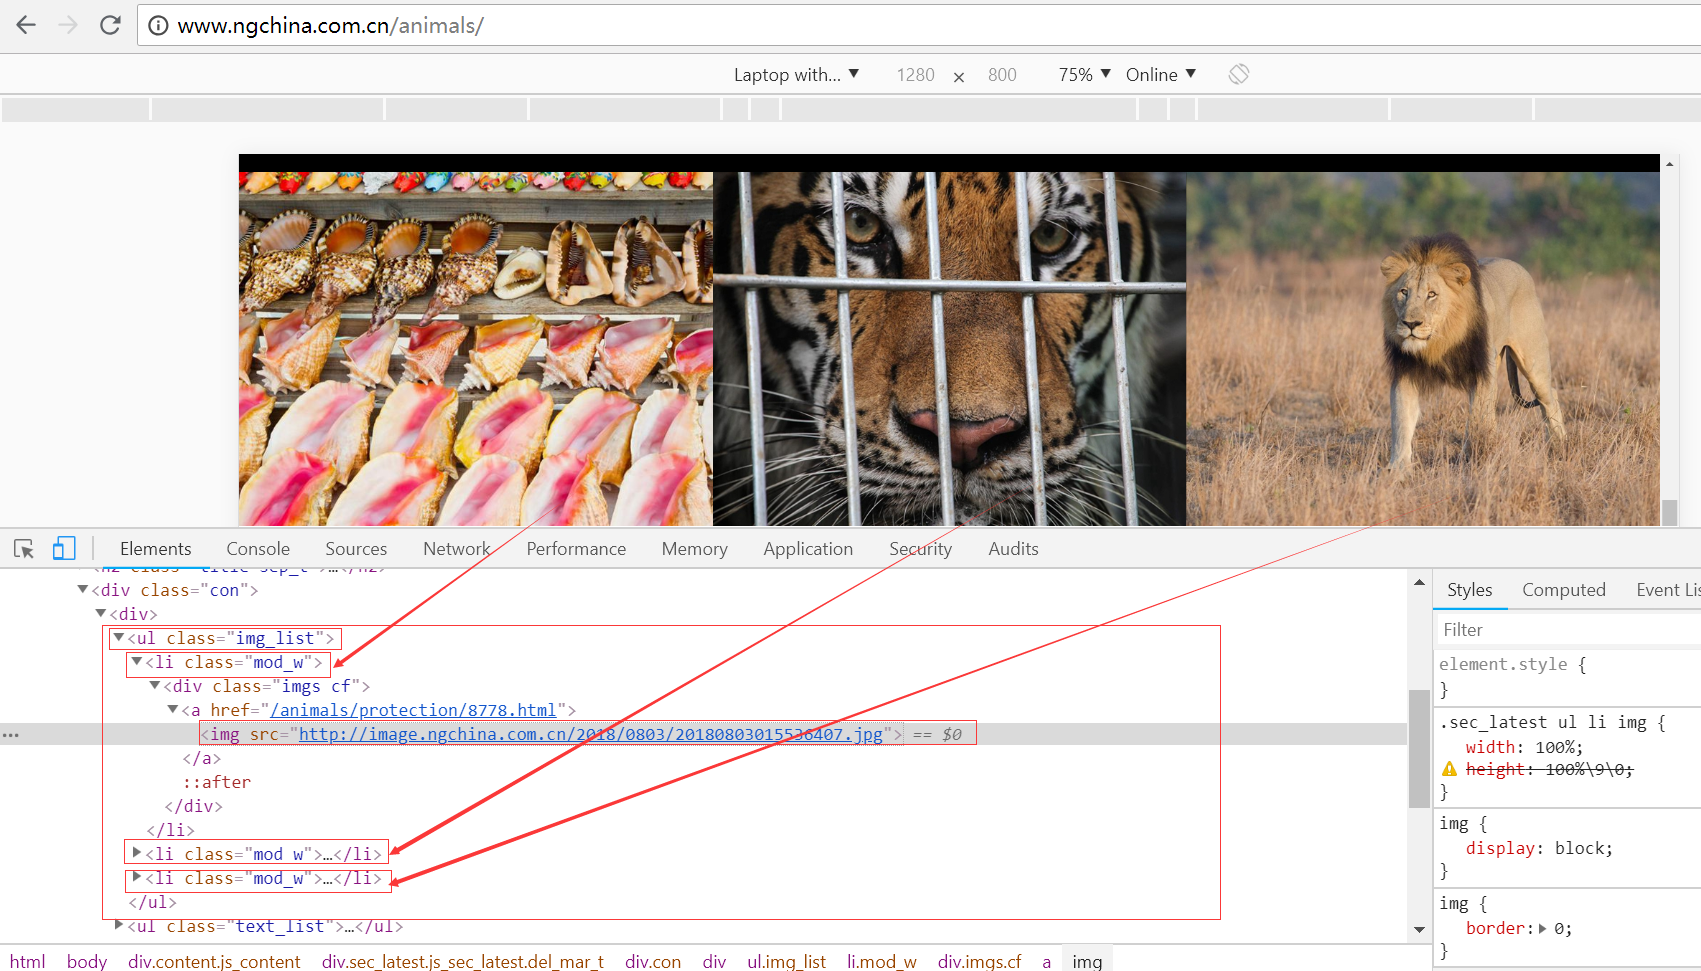 www.ngchina.com.cn/animals/
Laptop with... ▼ 1280 × 800 75% ▼ Online ▼
Elements Console Sources Network Performance Memory Application Security Audits
▼<div class="con">
▼<div>
▼<ul class="img_list">
▼<li class="mod_w">
▼<div class="imgs cf">
▼<a href="/animals/protection/8778.html">
... <img src="http://image.ngchina.com.cn/2018/0803/20180803015536407.jpg"> == $0
</a>
::after
</div>
</li>
▶<li class="mod_w">…</li>
▶<li class="mod_w">…</li>
</ul>
▶<ul class="text_list">…</ul>
html body div.content.js_content div.sec_latest.js_sec_latest.del_mar_t div.con div ul.img_list li.mod_w div.imgs.cf a img
Styles Computed Event Lis
Filter
element.style {
}
.sec_latest ul li img {
width: 100%;
height: 100%\9\0;
}
img {
display: block;
}
img {
border:▶ 0;
}